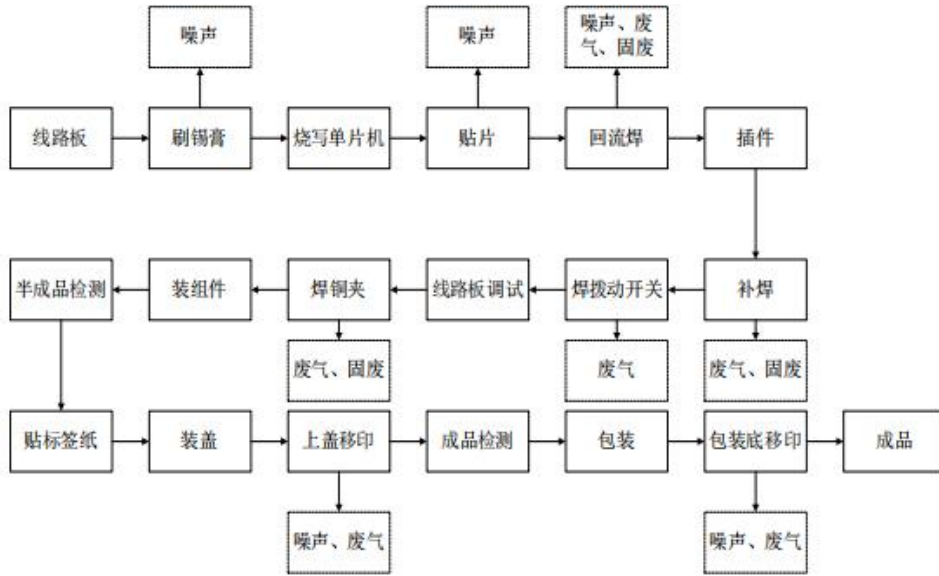 噪声
噪声
噪声、废
气、固废
线路板
刷锡膏
烧写单片机
贴片
回流焊
插件
半成品检测
装组件
焊铜夹
线路板调试
焊拨动开关
补焊
废气、固废
废气
废气、固废
贴标签纸
装盖
上盖移印
成品检测
包装
包装底移印
成品
噪声、废气
噪声、废气